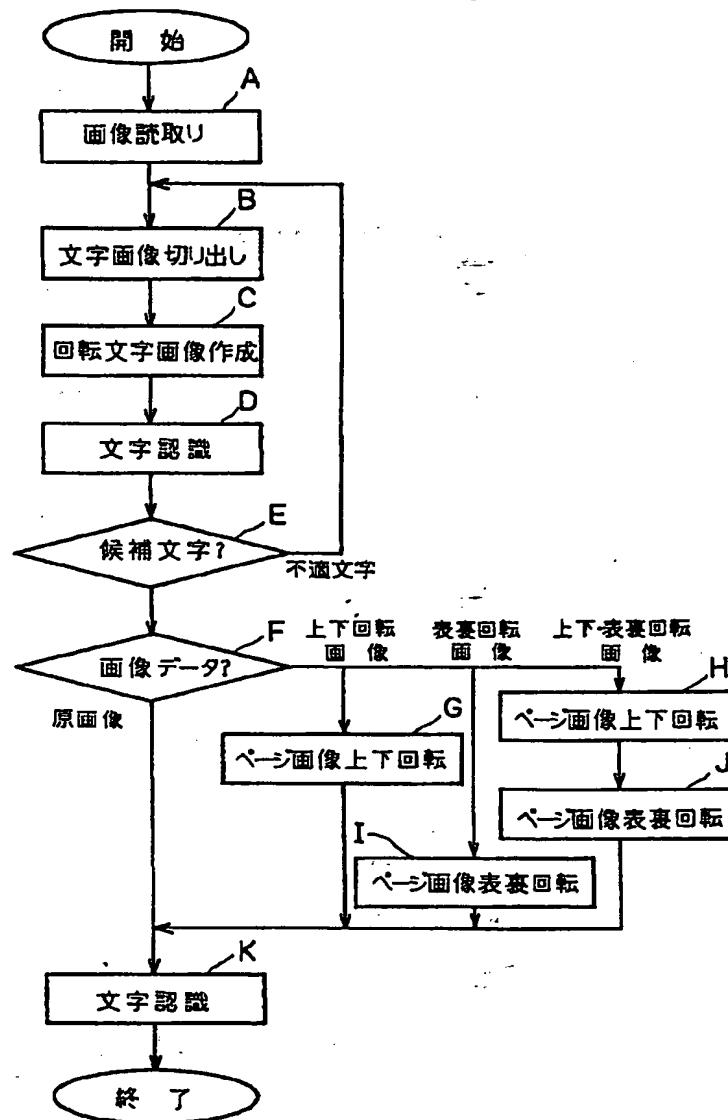 開 始
A
画像読取り
B
文字画像切り出し
C
回転文字画像作成
D
文字認識
E
候補文字?
不適文字
F
画像データ?
原画像
上下回転
画 像
表裏回転
画 像
上下・表裏回転
画 像
G
ページ画像上下回転
H
ページ画像上下回転
I
ページ画像表裏回転
J
ページ画像表裏回転
K
文字認識
終 了